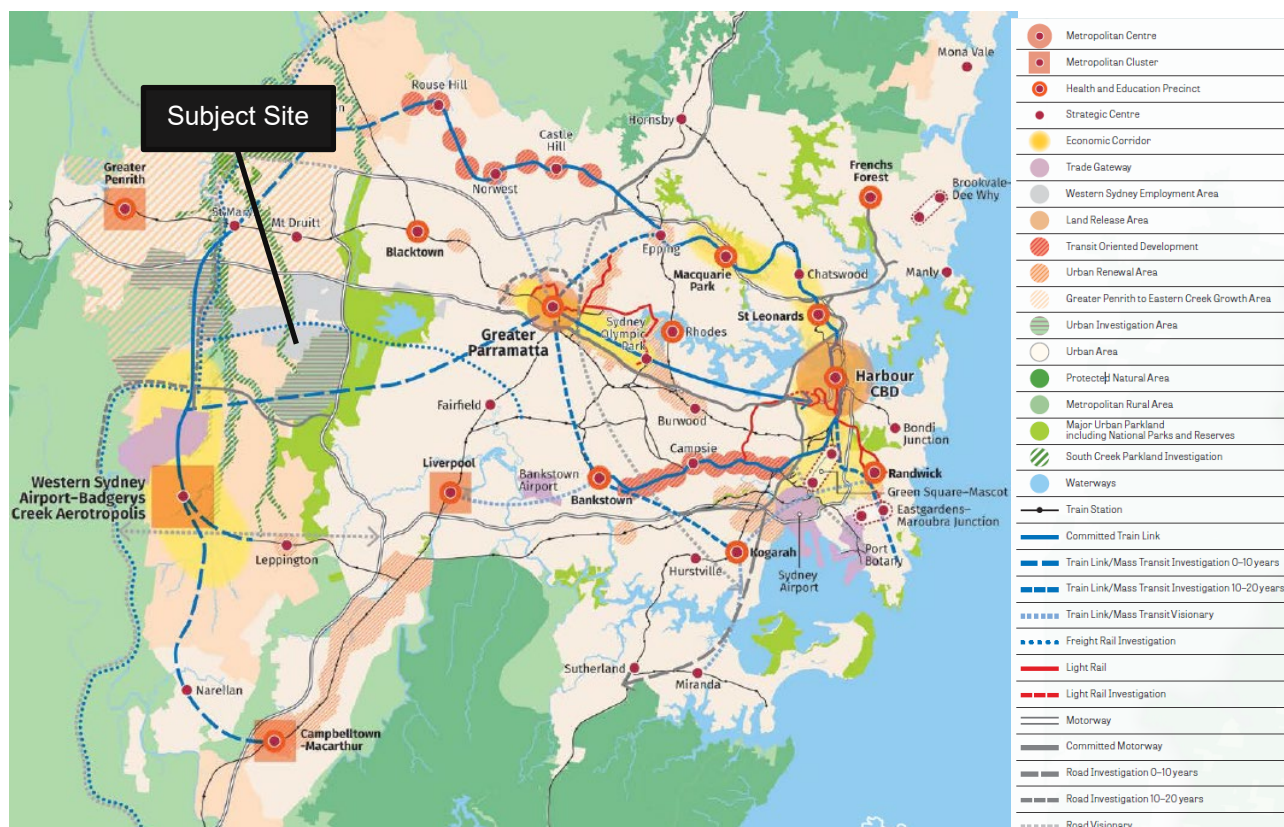 Mona Vale
Rouse Hill
Subject Site
en
Hornsby
Castle
Hill
Greater
Penrith
Norwest
Frenchs
Forest
Brookvale–
Dee Why
St Marys
Mt Druitt
Blacktown
Epping
Macquarie
Park
Chatswood
Manly
Greater
Parramatta
Sydney
Olympic
Park
Rhodes
St Leonards
Harbour
CBD
Fairfield
Burwood
Bondi
Junction
Campsie
Liverpool
Bankstown
Airport
Bankstown
Randwick
Western Sydney
Airport–Badgerys
Creek Aerotropolis
Green Square–Mascot
Eastgardens–
Maroubra Junction
Leppington
Kogarah
Hurstville
Sydney
Airport
Port
Botany
Sutherland
Miranda
Narellan
Campbelltown
-Macarthur
Metropolitan Centre
Metropolitan Cluster
Health and Education Precinct
Strategic Centre
Economic Corridor
Trade Gateway
Western Sydney Employment Area
Land Release Area
Transit Oriented Development
Urban Renewal Area
Greater Penrith to Eastern Creek Growth Area
Urban Investigation Area
Urban Area
Protected Natural Area
Metropolitan Rural Area
Major Urban Parkland
including National Parks and Reserves
South Creek Parkland Investigation
Waterways
Train Station
Committed Train Link
Train Link/Mass Transit Investigation 0–10 years
Train Link/Mass Transit Investigation 10–20 years
Train Link/Mass Transit Visionary
Freight Rail Investigation
Light Rail
Light Rail Investigation
Motorway
Committed Motorway
Road Investigation 0–10 years
Road Investigation 10–20 years
Road Visionary